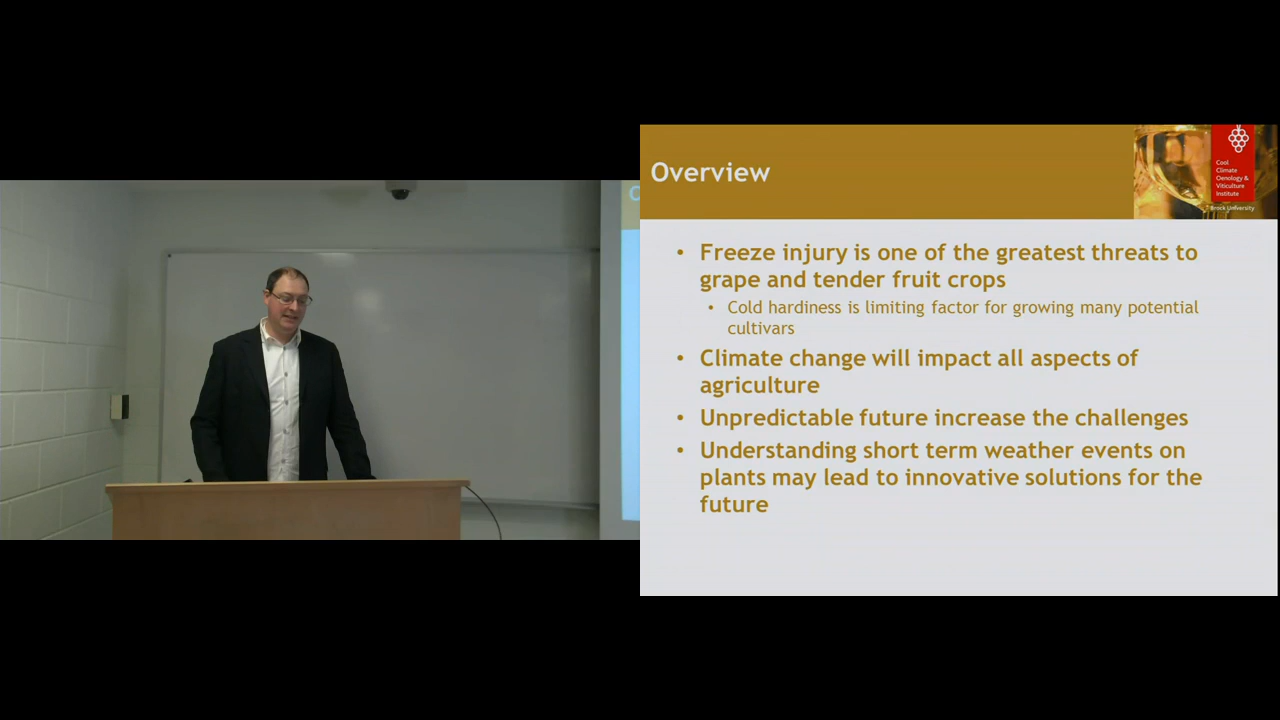 Overview
Cool
Climate
Oenology &
Viticulture
Institute
Brock University
• Freeze injury is one of the greatest threats to
grape and tender fruit crops
• Cold hardiness is limiting factor for growing many potential
cultivars
• Climate change will impact all aspects of
agriculture
• Unpredictable future increase the challenges
• Understanding short term weather events on
plants may lead to innovative solutions for the
future